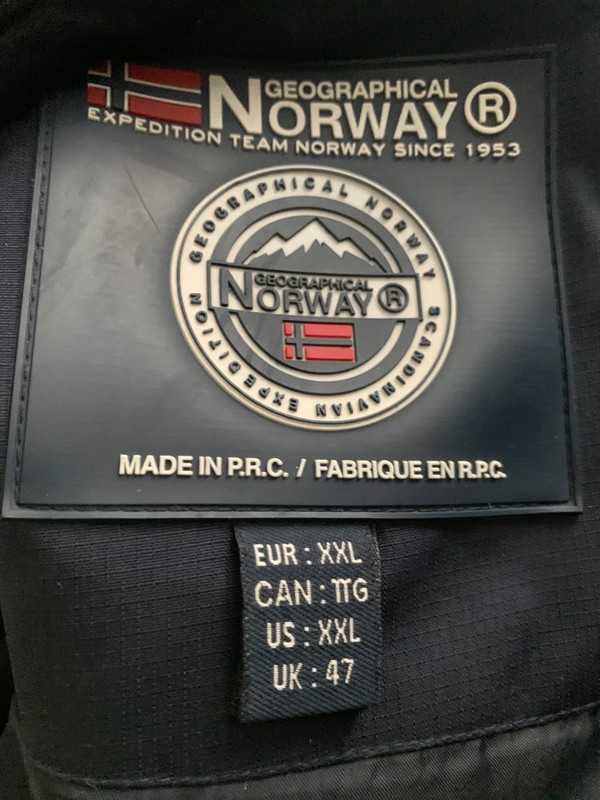 GEOGRAPHICAL
NORWAY ®
EXPEDITION TEAM NORWAY SINCE 1953
GEOGRAPHICAL NORWAY
SCANDINAVIAN EXPEDITION
GEOGRAPHICAL
NORWAY ®
MADE IN P.R.C. / FABRIQUE EN R.P.C.
EUR : XXL
CAN : TTG
US : XXL
UK : 47